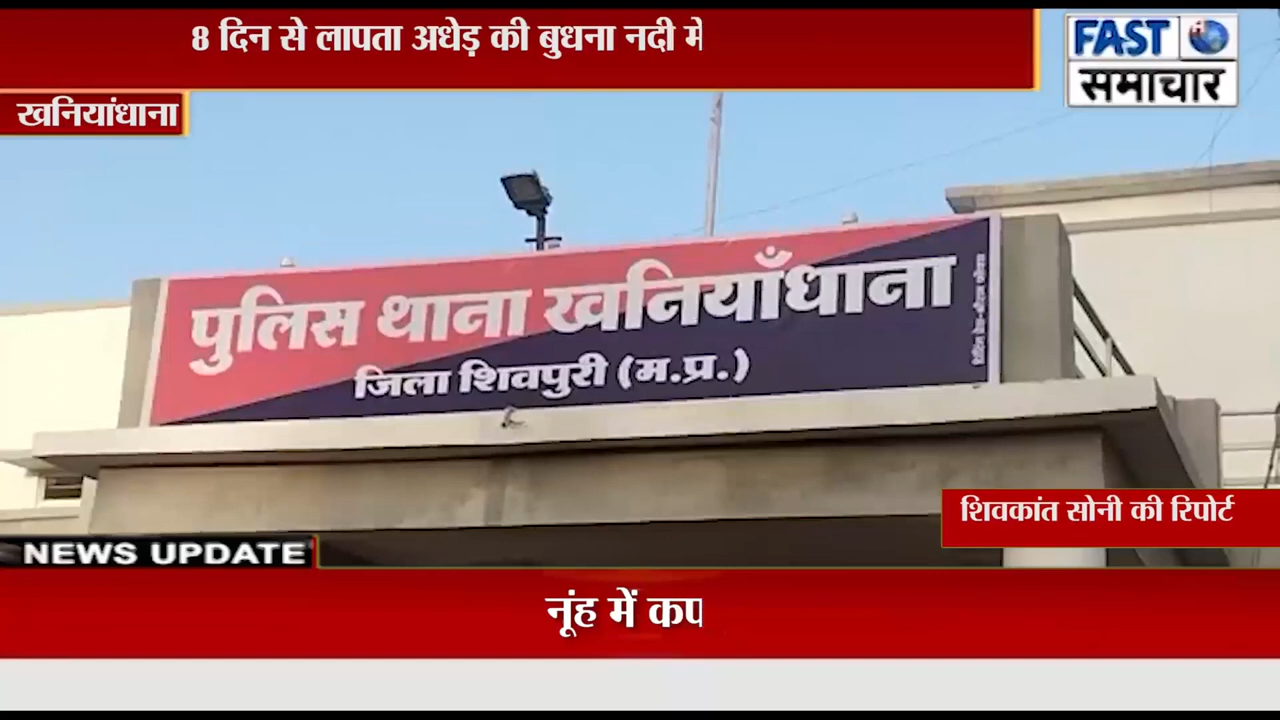 8 दिन से लापता अधेड़ की बुधना नदी में
FAST
समाचार
खनियांधाना
पुलिस थाना खनियाँधाना
जिला शिवपुरी (म.प्र.)
शिवकांत सोनी की रिपोर्ट
NEWS UPDATE
नूंह में कप